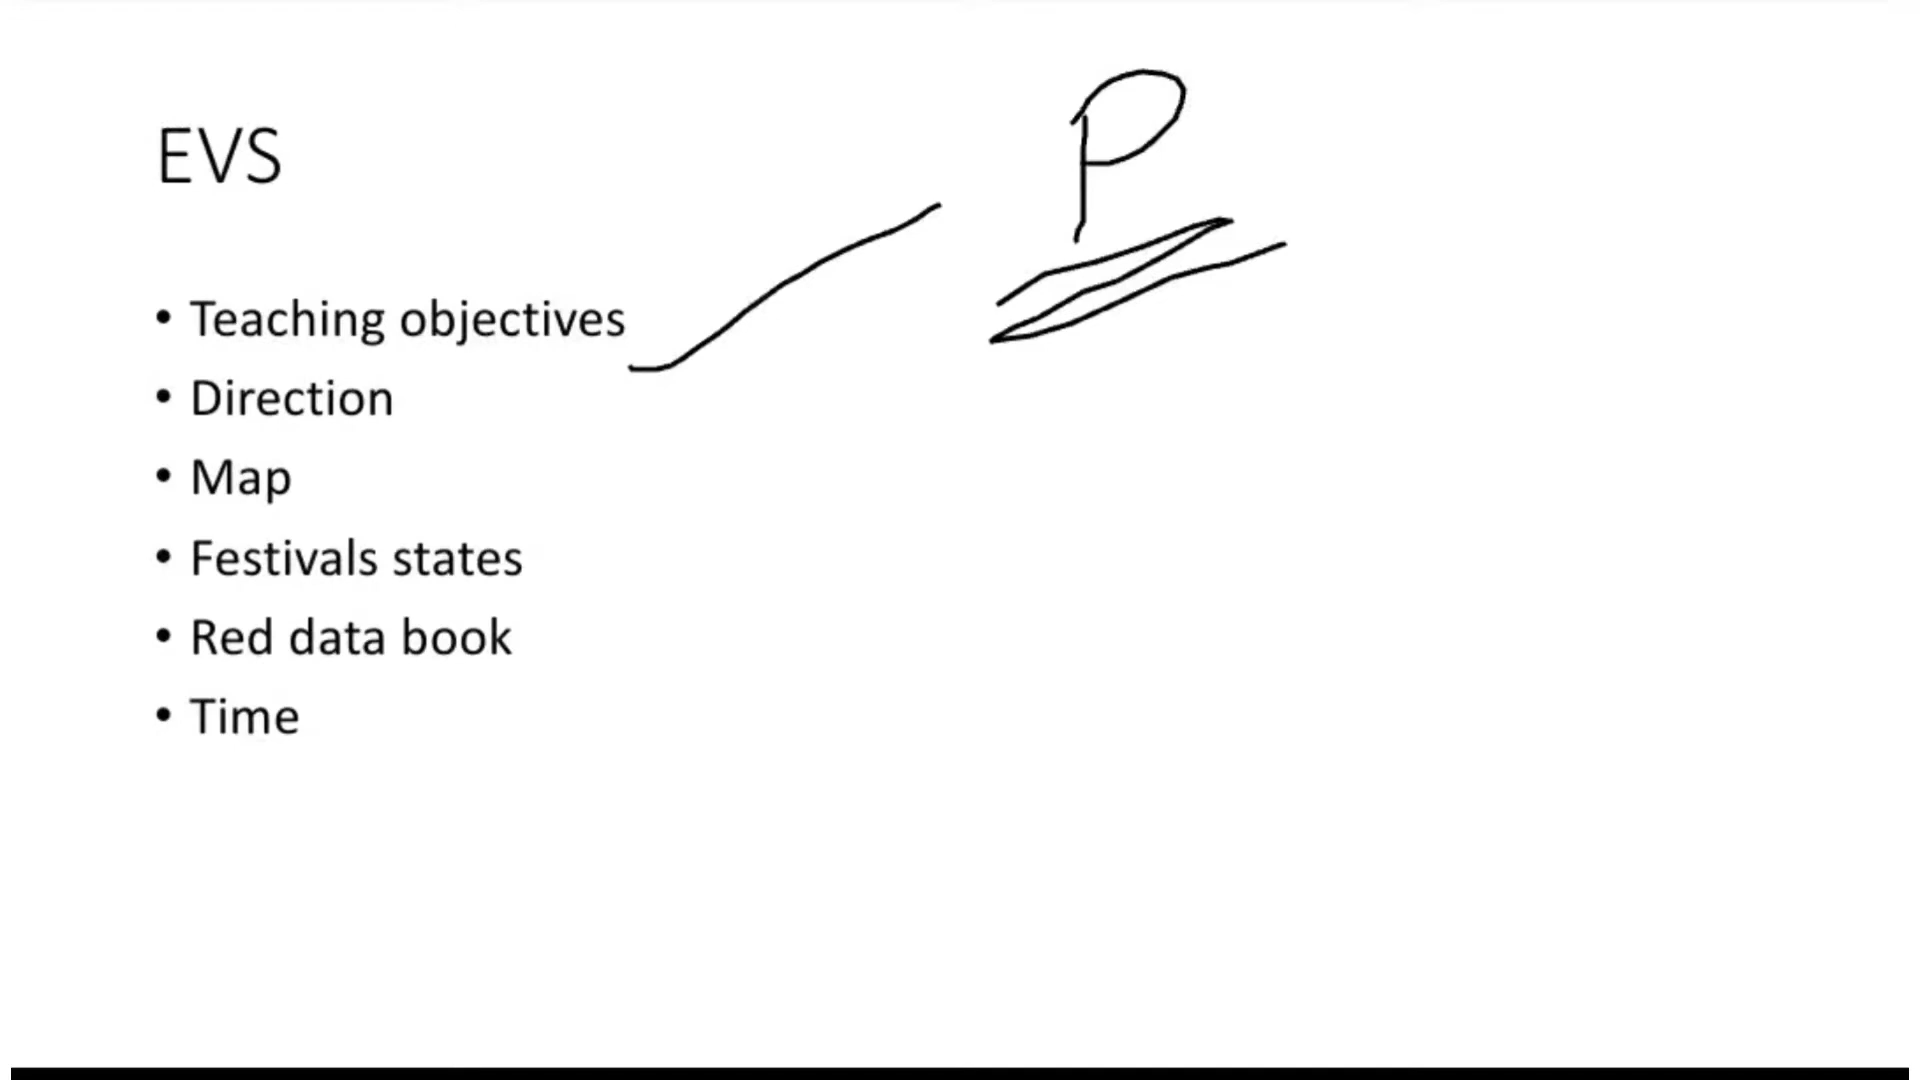 EVS
P
• Teaching objectives
• Direction
• Map
• Festivals states
• Red data book
• Time